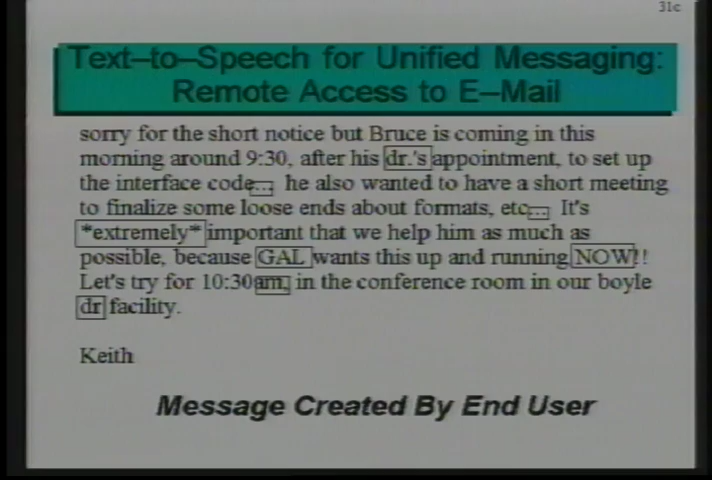 31c
Text–to–Speech for Unified Messaging:
Remote Access to E–Mail
sorry for the short notice but Bruce is coming in this
morning around 9:30, after his dr.'s appointment, to set up
the interface code... he also wanted to have a short meeting
to finalize some loose ends about formats, etc.... It's
*extremely* important that we help him as much as
possible, because GAL wants this up and running NOW!!
Let's try for 10:30am, in the conference room in our boyle
dr facility.
Keith
Message Created By End User